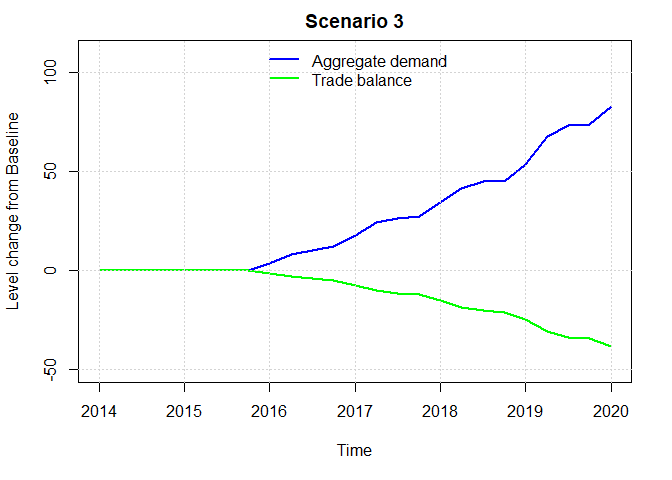 Scenario 3
Aggregate demand
Trade balance
Level change from Baseline
100
50
0
-50
2014 2015 2016 2017 2018 2019 2020
Time